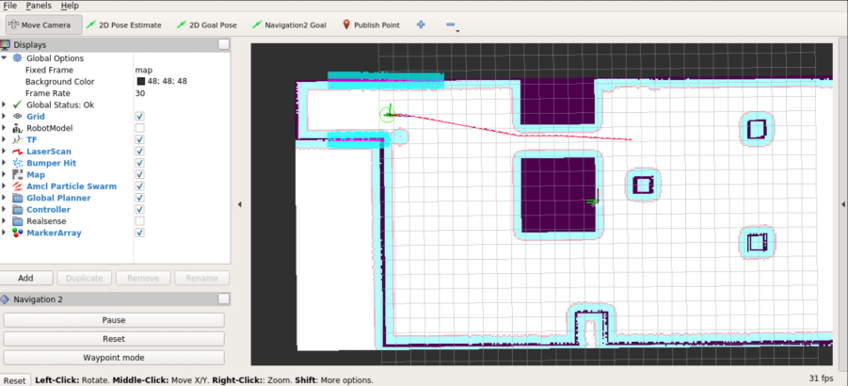 File Panels Help
Move Camera 2D Pose Estimate 2D Goal Pose Navigation2 Goal Publish Point
Displays
Global Options
Fixed Frame map
Background Color 48; 48; 48
Frame Rate 30
Global Status: Ok
Grid
RobotModel
TF
LaserScan
Bumper Hit
Map
Amcl Particle Swarm
Global Planner
Controller
Realsense
MarkerArray
Add Duplicate Remove Rename
Navigation 2
Pause
Reset
Waypoint mode
Reset Left-Click: Rotate. Middle-Click: Move X/Y. Right-Click:: Zoom. Shift: More options. 31 fps